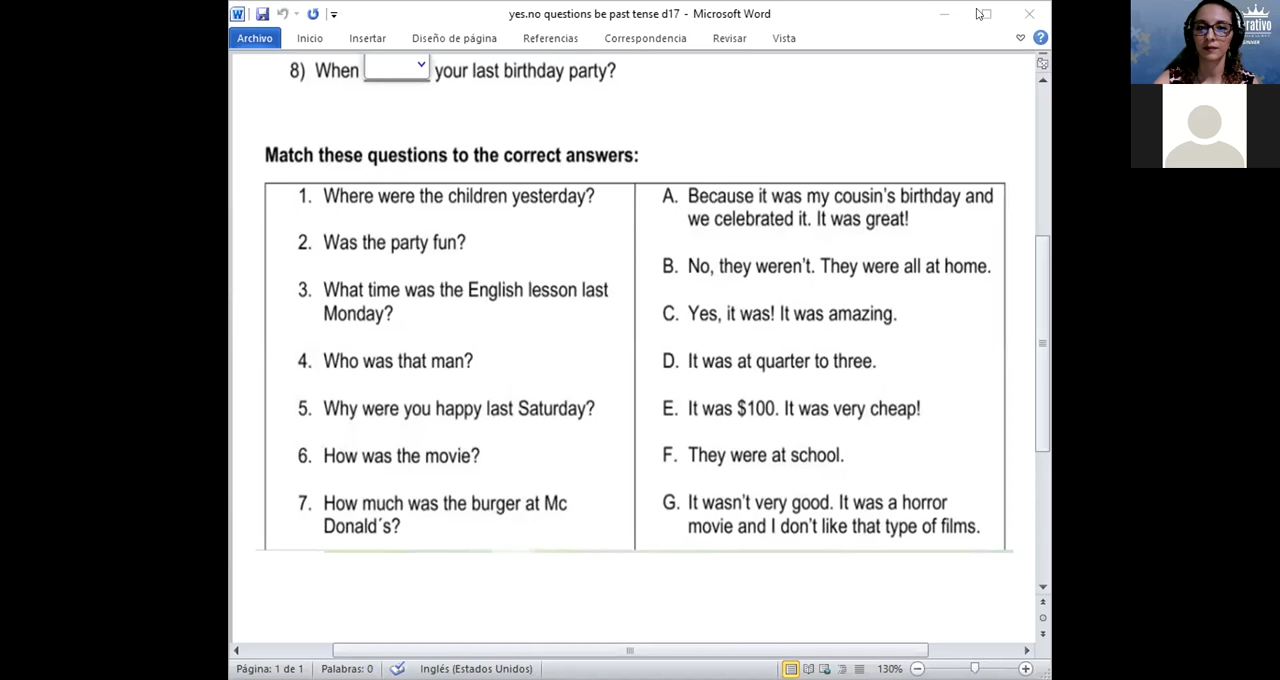 yes.no questions be past tense d17 - Microsoft Word
Archivo Inicio Insertar Diseño de página Referencias Correspondencia Revisar Vista
8) When your last birthday party?
Match these questions to the correct answers:
1. Where were the children yesterday?
2. Was the party fun?
3. What time was the English lesson last
Monday?
4. Who was that man?
5. Why were you happy last Saturday?
6. How was the movie?
7. How much was the burger at Mc
Donald´s?
A. Because it was my cousin's birthday and
we celebrated it. It was great!
B. No, they weren't. They were all at home.
C. Yes, it was! It was amazing.
D. It was at quarter to three.
E. It was $100. It was very cheap!
F. They were at school.
G. It wasn't very good. It was a horror
movie and I don't like that type of films.
Página: 1 de 1 Palabras: 0 Inglés (Estados Unidos) 130%